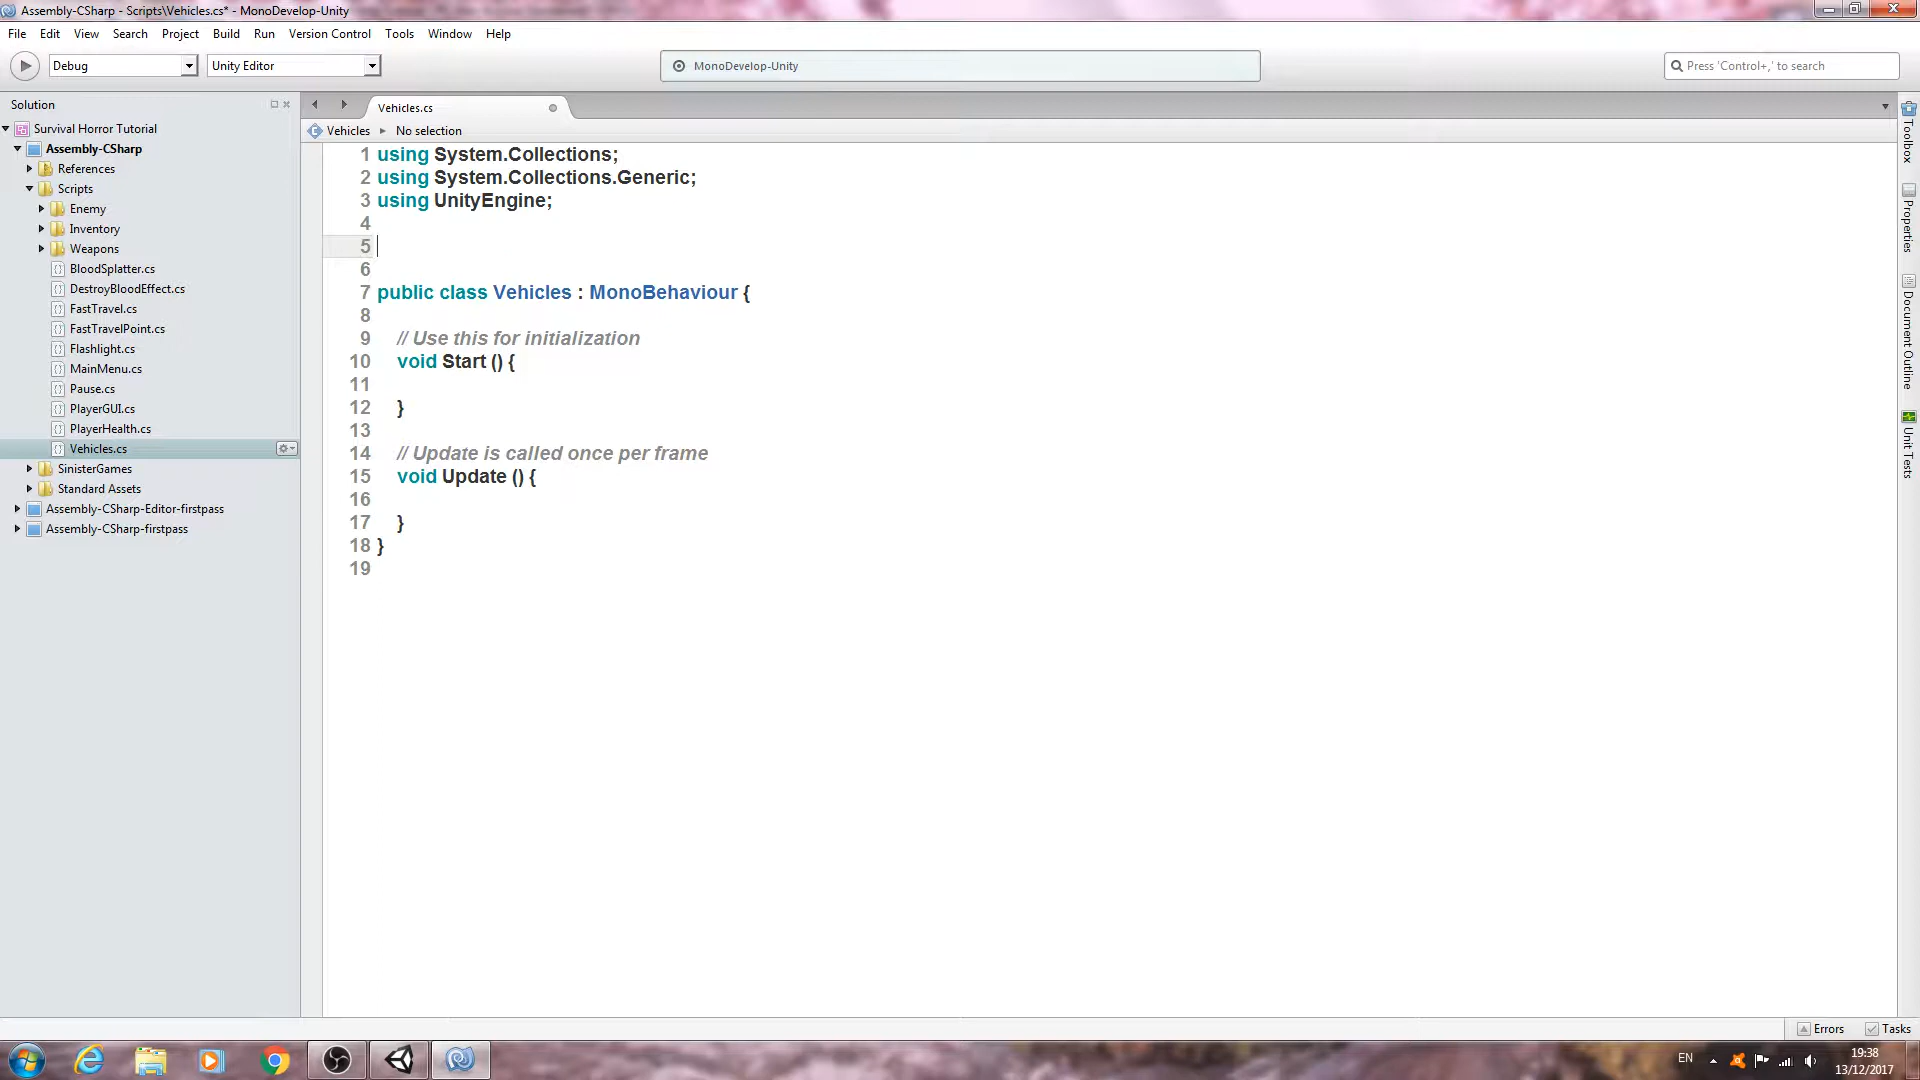 Assembly-CSharp - Scripts\Vehicles.cs* - MonoDevelop-Unity
File Edit View Search Project Build Run Version Control Tools Window Help
Debug Unity Editor MonoDevelop-Unity Press 'Control+,' to search
Solution
Survival Horror Tutorial
Assembly-CSharp
References
Scripts
Enemy
Inventory
Weapons
BloodSplatter.cs
DestroyBloodEffect.cs
FastTravel.cs
FastTravelPoint.cs
Flashlight.cs
MainMenu.cs
Pause.cs
PlayerGUI.cs
PlayerHealth.cs
Vehicles.cs
SinisterGames
Standard Assets
Assembly-CSharp-Editor-firstpass
Assembly-CSharp-firstpass
Vehicles.cs
Vehicles ▸ No selection
1 using System.Collections;
2 using System.Collections.Generic;
3 using UnityEngine;
4
5
6
7 public class Vehicles : MonoBehaviour {
8
9 // Use this for initialization
10 void Start () {
11
12 }
13
14 // Update is called once per frame
15 void Update () {
16
17 }
18 }
19
Toolbox
Properties
Document Outline
Unit Tests
Errors Tasks
EN
19:38
13/12/2017